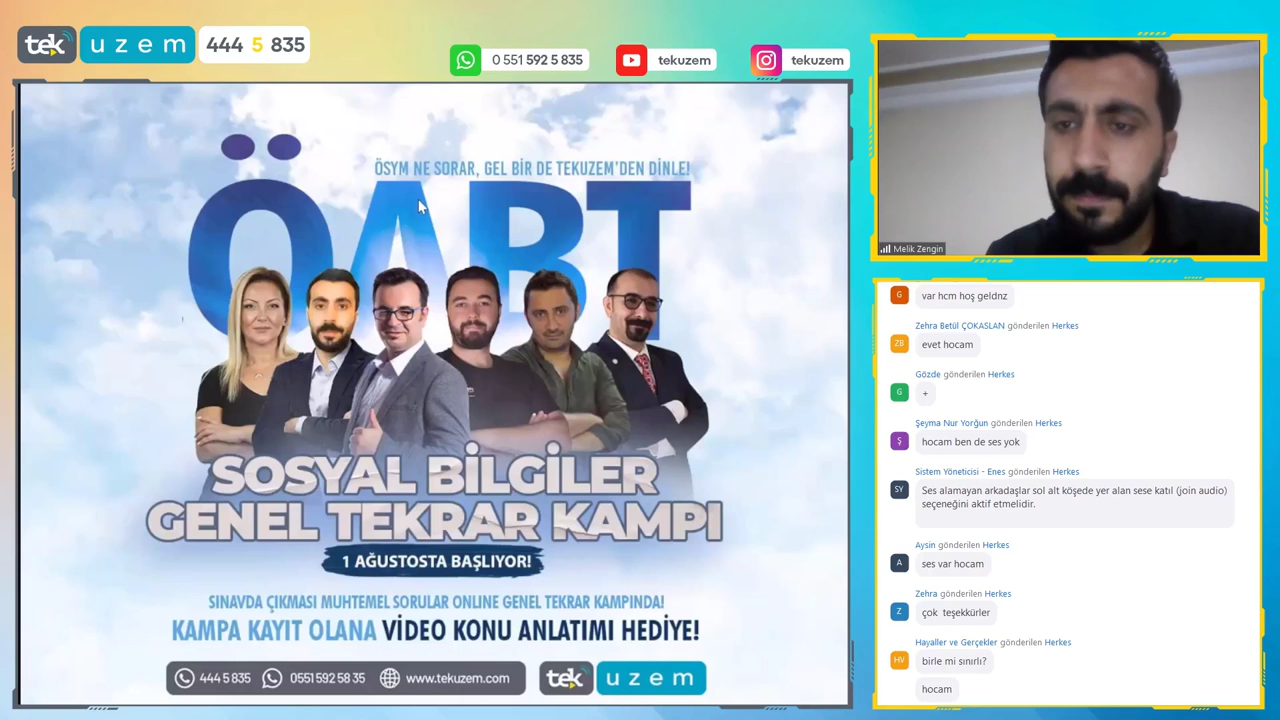 tek uzem 444 5 835
0 551 592 5 835
tekuzem
tekuzem
ÖSYM NE SORAR, GEL BİR DE TEKUZEM'DEN DİNLE!
ÖABT
SOSYAL BİLGİLER
GENEL TEKRAR KAMPI
1 AĞUSTOSTA BAŞLIYOR!
SINAVDA ÇIKMASI MUHTEMEL SORULAR ONLINE GENEL TEKRAR KAMPINDA!
KAMPA KAYIT OLANA VİDEO KONU ANLATIMI HEDİYE!
444 5 835 0551 592 58 35 www.tekuzem.com tek uzem
Melik Zengin
G
var hcm hoş geldnz
Zehra Betül ÇOKASLAN gönderilen Herkes
ZB
evet hocam
Gözde gönderilen Herkes
G
+
Şeyma Nur Yorğun gönderilen Herkes
Ş
hocam ben de ses yok
Sistem Yöneticisi - Enes gönderilen Herkes
SY
Ses alamayan arkadaşlar sol alt köşede yer alan sese katıl (join audio)
seçeneğini aktif etmelidir.
Aysin gönderilen Herkes
A
ses var hocam
Zehra gönderilen Herkes
Z
çok teşekkürler
Hayaller ve Gerçekler gönderilen Herkes
HV
birle mi sınırlı?
hocam